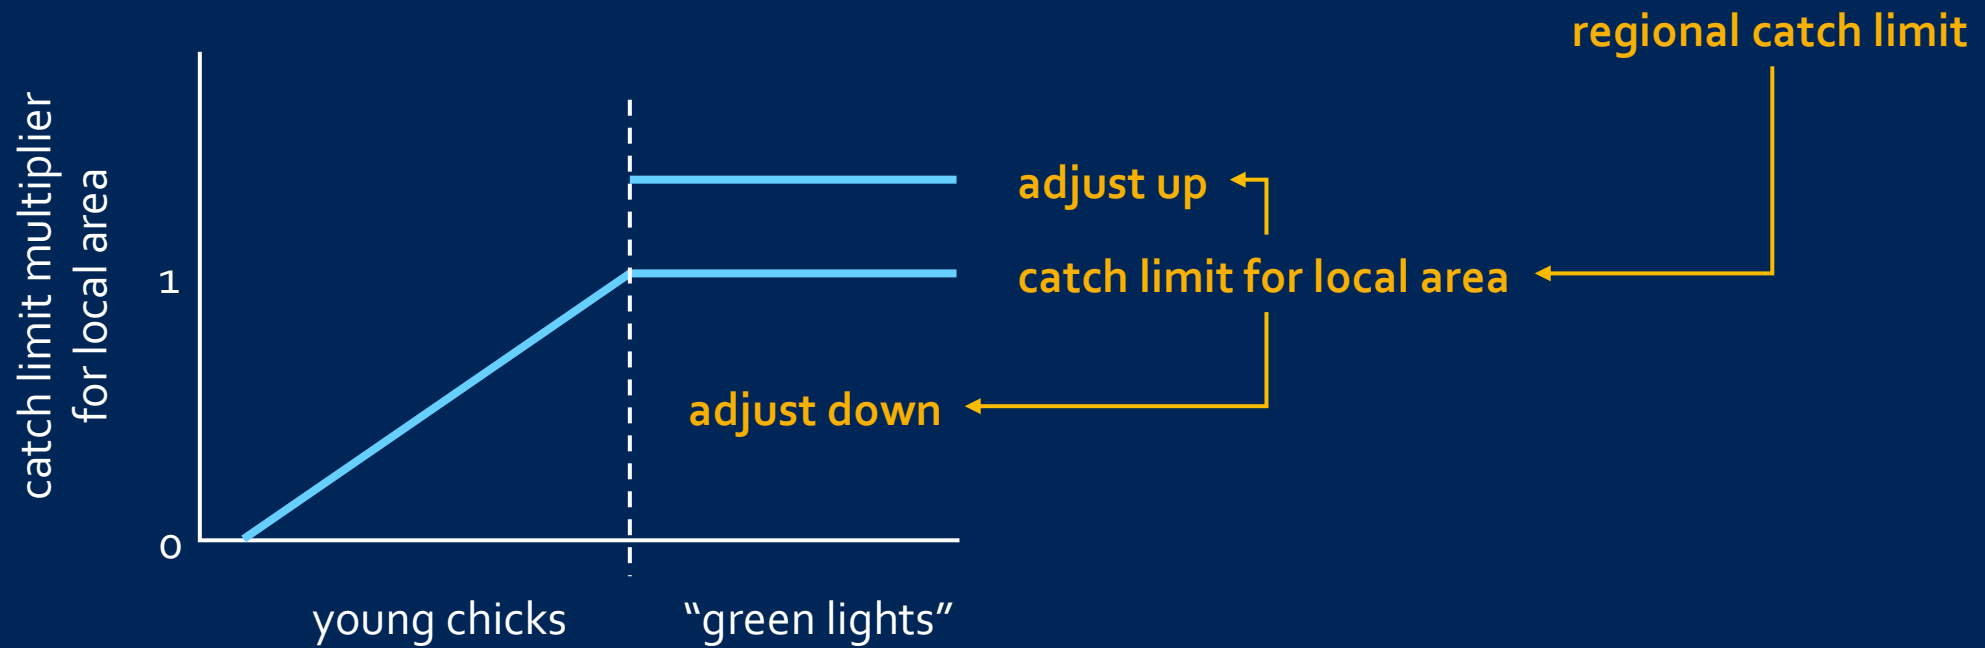 regional catch limit
catch limit multiplier
for local area
adjust up
1
catch limit for local area
adjust down
0
young chicks
“green lights”